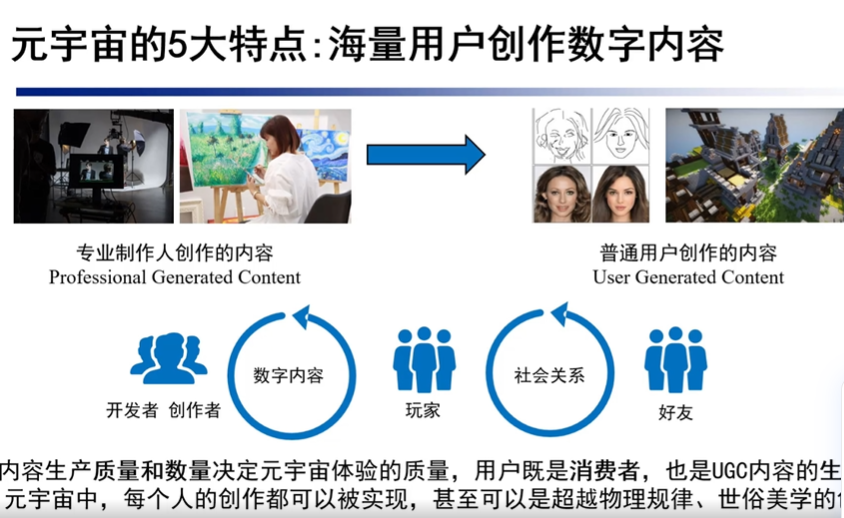 元宇宙的5大特点:海量用户创作数字内容
专业制作人创作的内容
Professional Generated Content
普通用户创作的内容
User Generated Content
数字内容
社会关系
开发者 创作者
玩家
好友
内容生产质量和数量决定元宇宙体验的质量，用户既是消费者，也是UGC内容的生
元宇宙中，每个人的创作都可以被实现，甚至可以是超越物理规律、世俗美学的